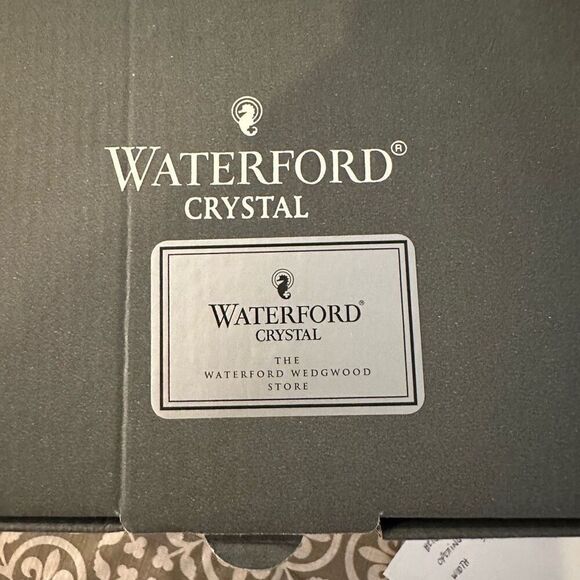 WATERFORD®
CRYSTAL
WATERFORD®
CRYSTAL
THE
WATERFORD WEDGWOOD
STORE